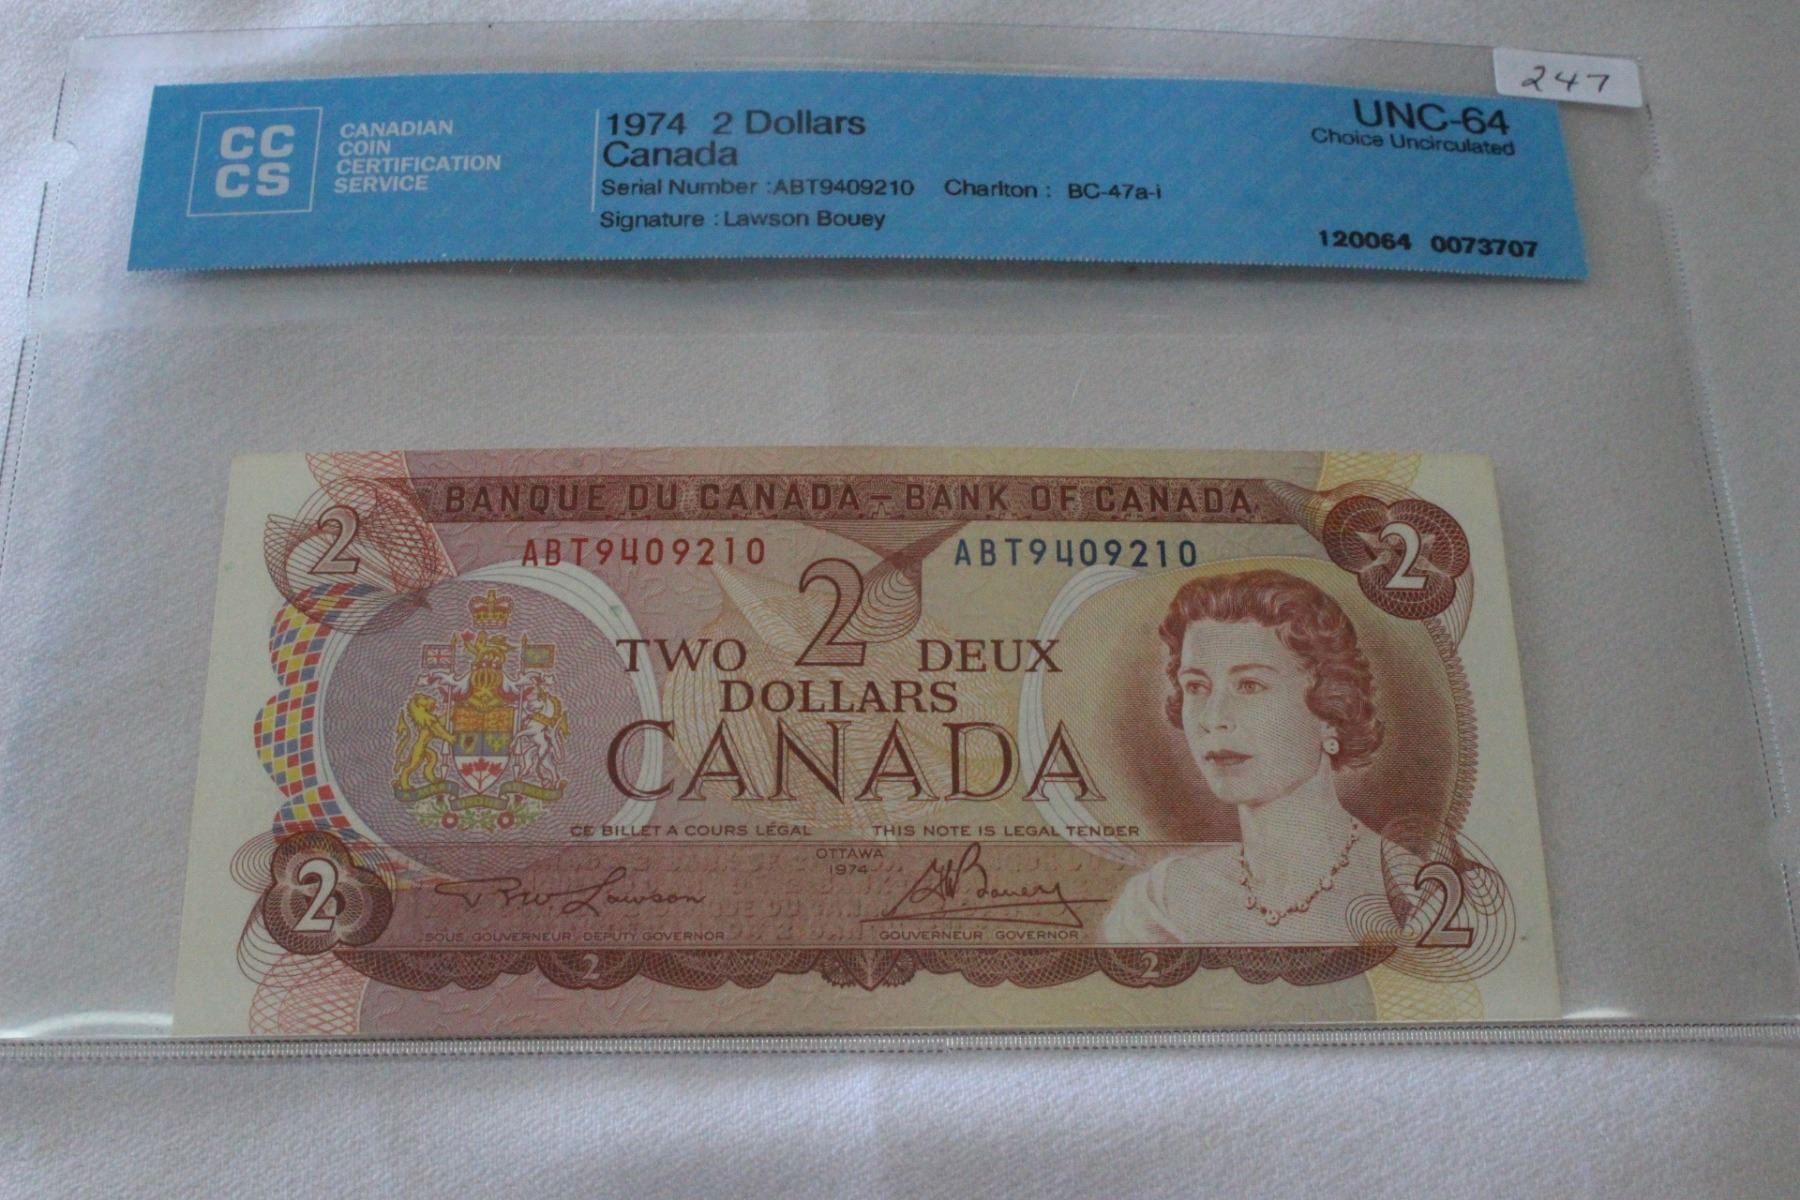 247
CC
CS
CANADIAN
COIN
CERTIFICATION
SERVICE
1974 2 Dollars
Canada
Serial Number :ABT9409210 Charlton : BC-47a-i
Signature : Lawson Bouey
UNC-64
Choice Uncirculated
120064 0073707
BANQUE DU CANADA – BANK OF CANADA
2 2
ABT9409210 ABT9409210
2
TWO DEUX
DOLLARS
CANADA
CE BILLET A COURS LÉGAL THIS NOTE IS LEGAL TENDER
OTTAWA
1974
2 2
SOUS-GOUVERNEUR DEPUTY GOVERNOR GOUVERNEUR GOVERNOR
2 2